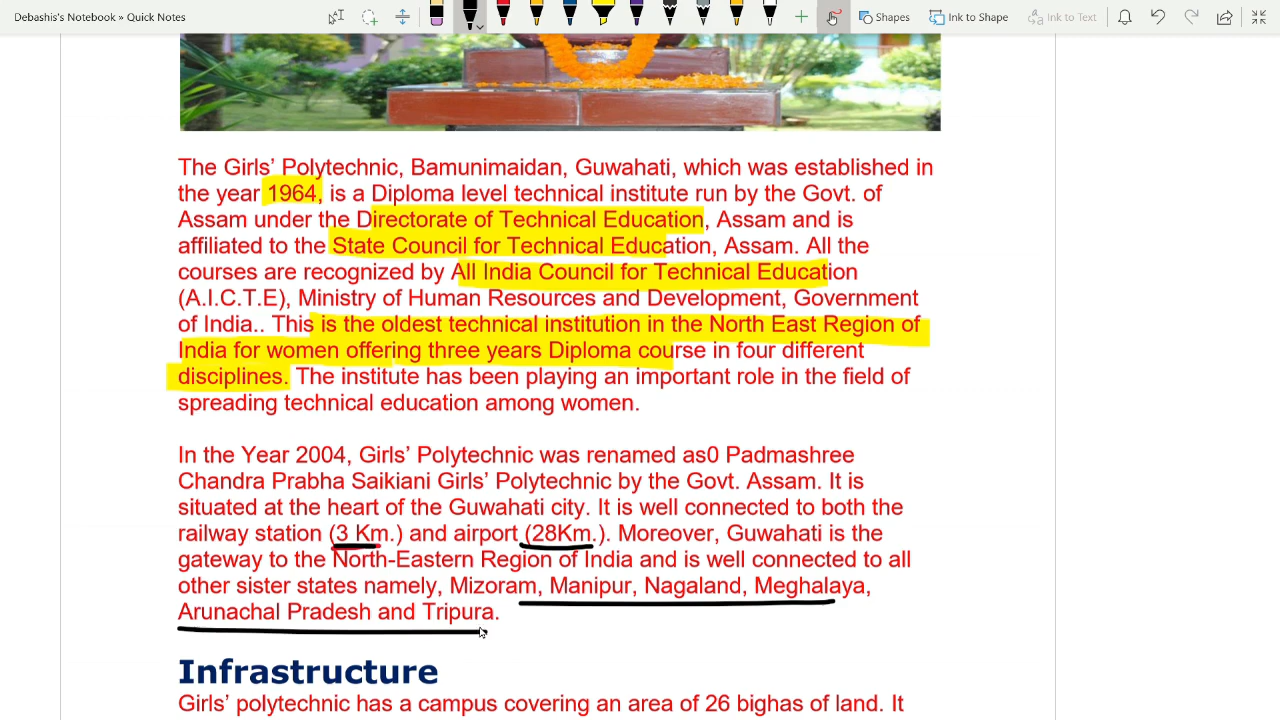 Debashis's Notebook » Quick Notes
Shapes
Ink to Shape
Ink to Text
The Girls’ Polytechnic, Bamunimaidan, Guwahati, which was established in
the year 1964, is a Diploma level technical institute run by the Govt. of
Assam under the Directorate of Technical Education, Assam and is
affiliated to the State Council for Technical Education, Assam. All the
courses are recognized by All India Council for Technical Education
(A.I.C.T.E), Ministry of Human Resources and Development, Government
of India.. This is the oldest technical institution in the North East Region of
India for women offering three years Diploma course in four different
disciplines. The institute has been playing an important role in the field of
spreading technical education among women.
In the Year 2004, Girls’ Polytechnic was renamed as0 Padmashree
Chandra Prabha Saikiani Girls’ Polytechnic by the Govt. Assam. It is
situated at the heart of the Guwahati city. It is well connected to both the
railway station (3 Km.) and airport (28Km.). Moreover, Guwahati is the
gateway to the North-Eastern Region of India and is well connected to all
other sister states namely, Mizoram, Manipur, Nagaland, Meghalaya,
Arunachal Pradesh and Tripura.
Infrastructure
Girls’ polytechnic has a campus covering an area of 26 bighas of land. It